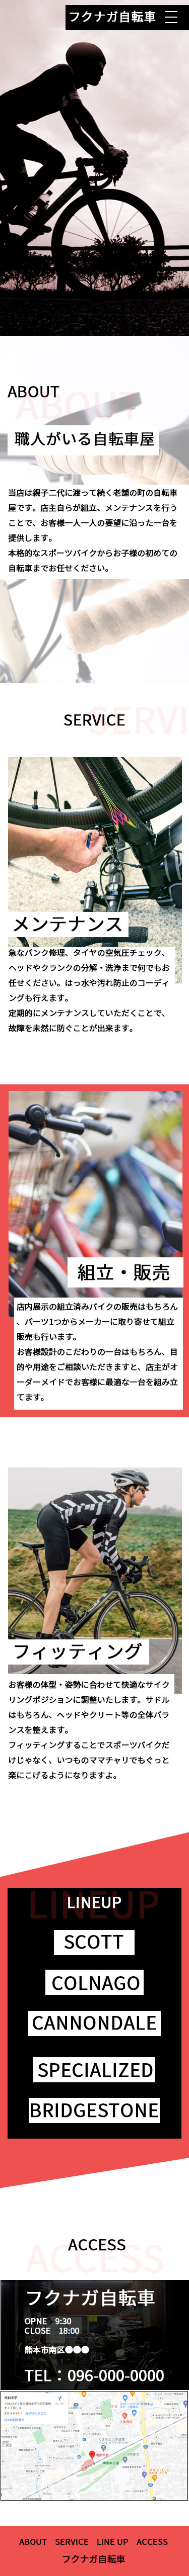 フクナガ自転車
ABOUT
ABOUT
職人がいる自転車屋
当店は親子二代に渡って続く老舗の町の自転車
屋です。店主自らが組立、メンテナンスを行う
ことで、お客様一人一人の要望に沿った一台を
提供します。
本格的なスポーツバイクからお子様の初めての
自転車までお任せください。
SERVI
SERVICE
メンテナンス
急なパンク修理、タイヤの空気圧チェック、
ヘッドやクランクの分解・洗浄まで何でもお
任せください。はっ水や汚れ防止のコーディ
ングも行えます。
定期的にメンテナンスしていただくことで、
故障を未然に防ぐことが出来ます。
組立・販売
店内展示の組立済みバイクの販売はもちろん
、パーツ1つからメーカーに取り寄せて組立
販売も行います。
お客様設計のこだわりの一台はもちろん、目
的や用途をご相談いただきますと、店主がオ
ーダーメイドでお客様に最適な一台を組み立
てます。
フィッティング
お客様の体型・姿勢に合わせて快適なサイク
リングポジションに調整いたします。サドル
はもちろん、ヘッドやクリート等の全体バラ
ンスを整えます。
フィッティングすることでスポーツバイクだ
けじゃなく、いつものママチャリでもぐっと
楽にこげるようになりますよ。
LINEUP
LINEUP
SCOTT
COLNAGO
CANNONDALE
SPECIALIZED
BRIDGESTONE
ACCESS
ACCESS
フクナガ自転車
OPNE 9:30
CLOSE 18:00
熊本市南区●●●
TEL：096-000-0000
ABOUT SERVICE LINE UP ACCESS
フクナガ自転車